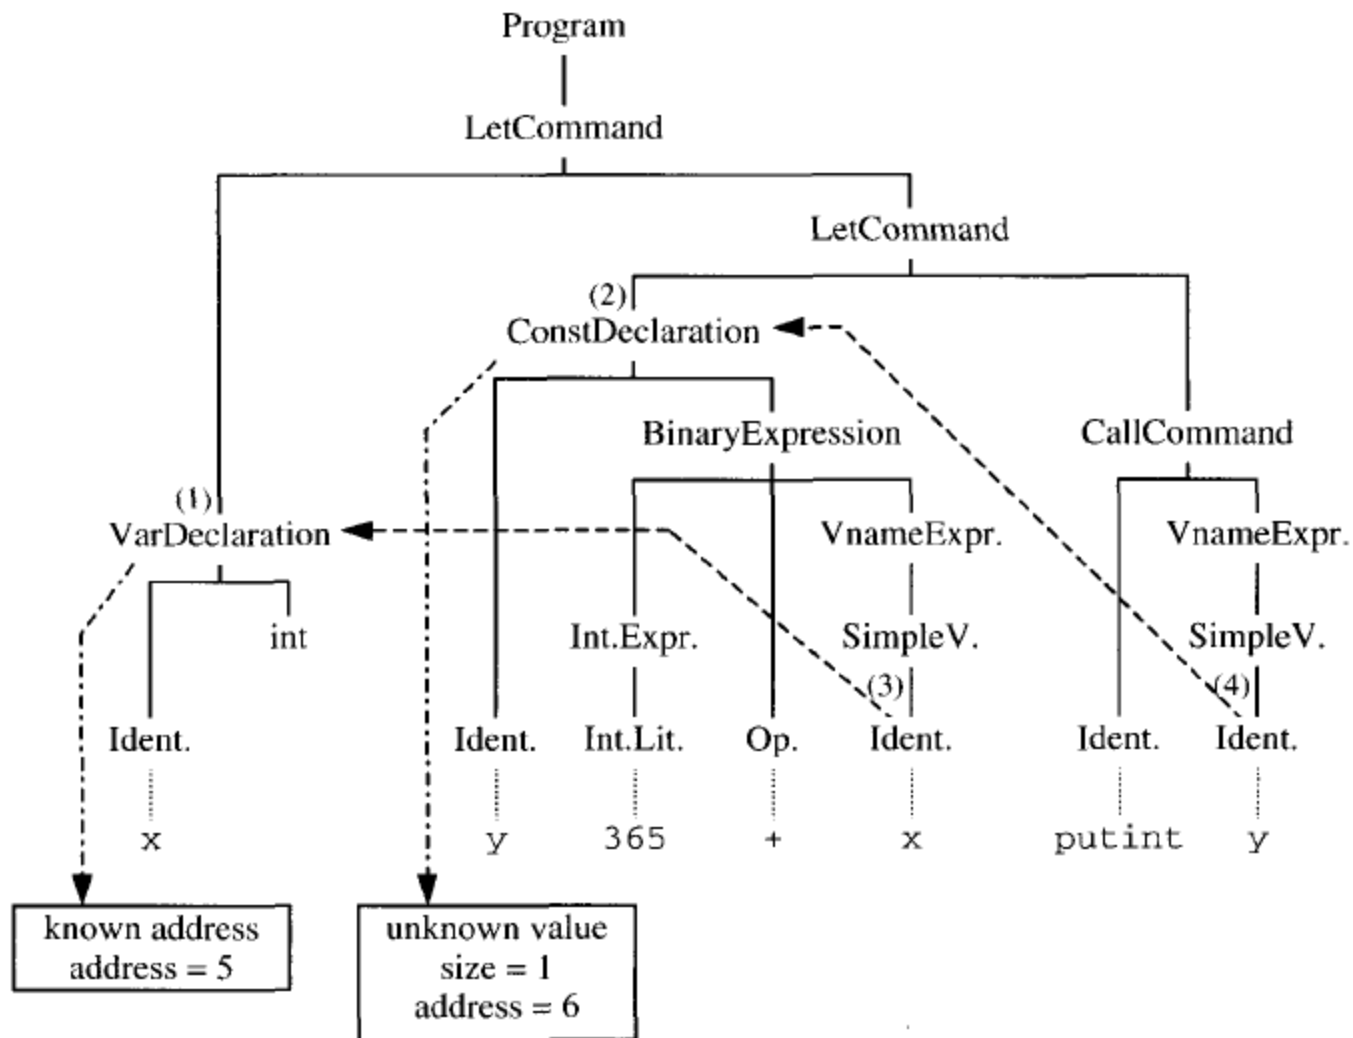 Program
LetCommand
LetCommand
(2)
ConstDeclaration
BinaryExpression
CallCommand
(1)
VarDeclaration
VnameExpr.
VnameExpr.
int
Int.Expr.
SimpleV.
SimpleV.
(3)
(4)
Ident.
Ident.
Int.Lit.
Op.
Ident.
Ident.
Ident.
x
y
365
+
x
putint
y
known address
address = 5
unknown value
size = 1
address = 6